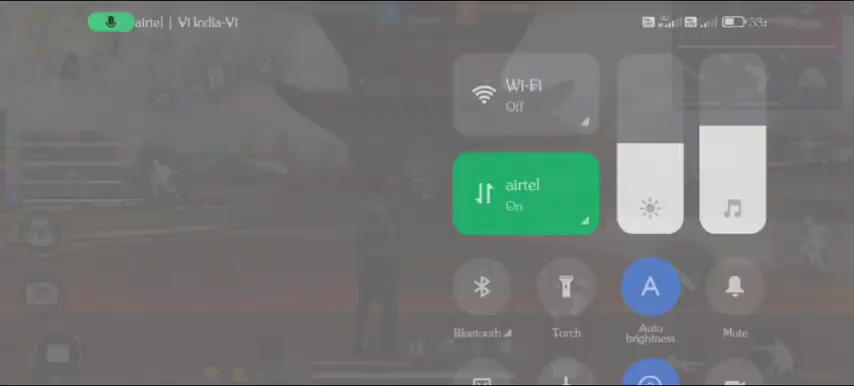 airtel | Vi India-Vi
Wi-Fi
Off
airtel
On
Bluetooth
Torch
Auto
brightness
Mute